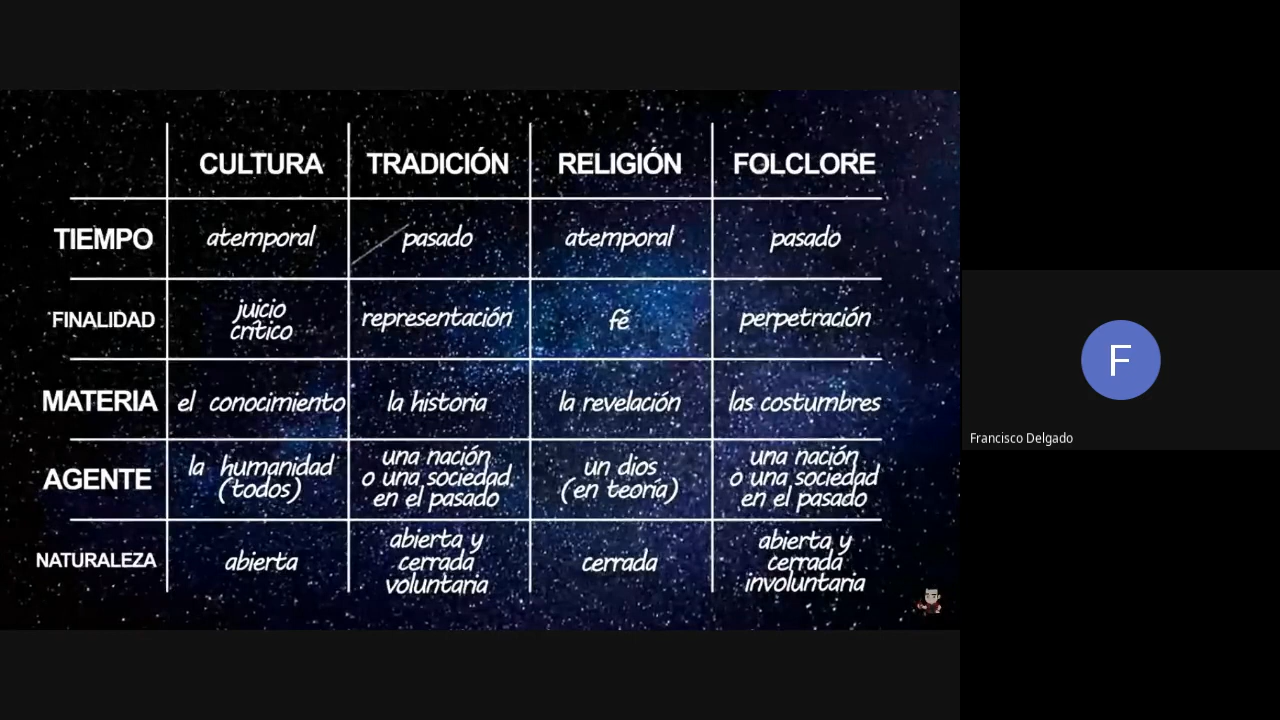 CULTURA TRADICIÓN RELIGIÓN FOLCLORE
TIEMPO atemporal pasado atemporal pasado
FINALIDAD juicio crítico representación fé perpetración
MATERIA el conocimiento la historia la revelación las costumbres
AGENTE la humanidad (todos) una nación o una sociedad en el pasado un dios (en teoría) una nación o una sociedad en el pasado
NATURALEZA abierta abierta y cerrada voluntaria cerrada abierta y cerrada involuntaria
F
Francisco Delgado